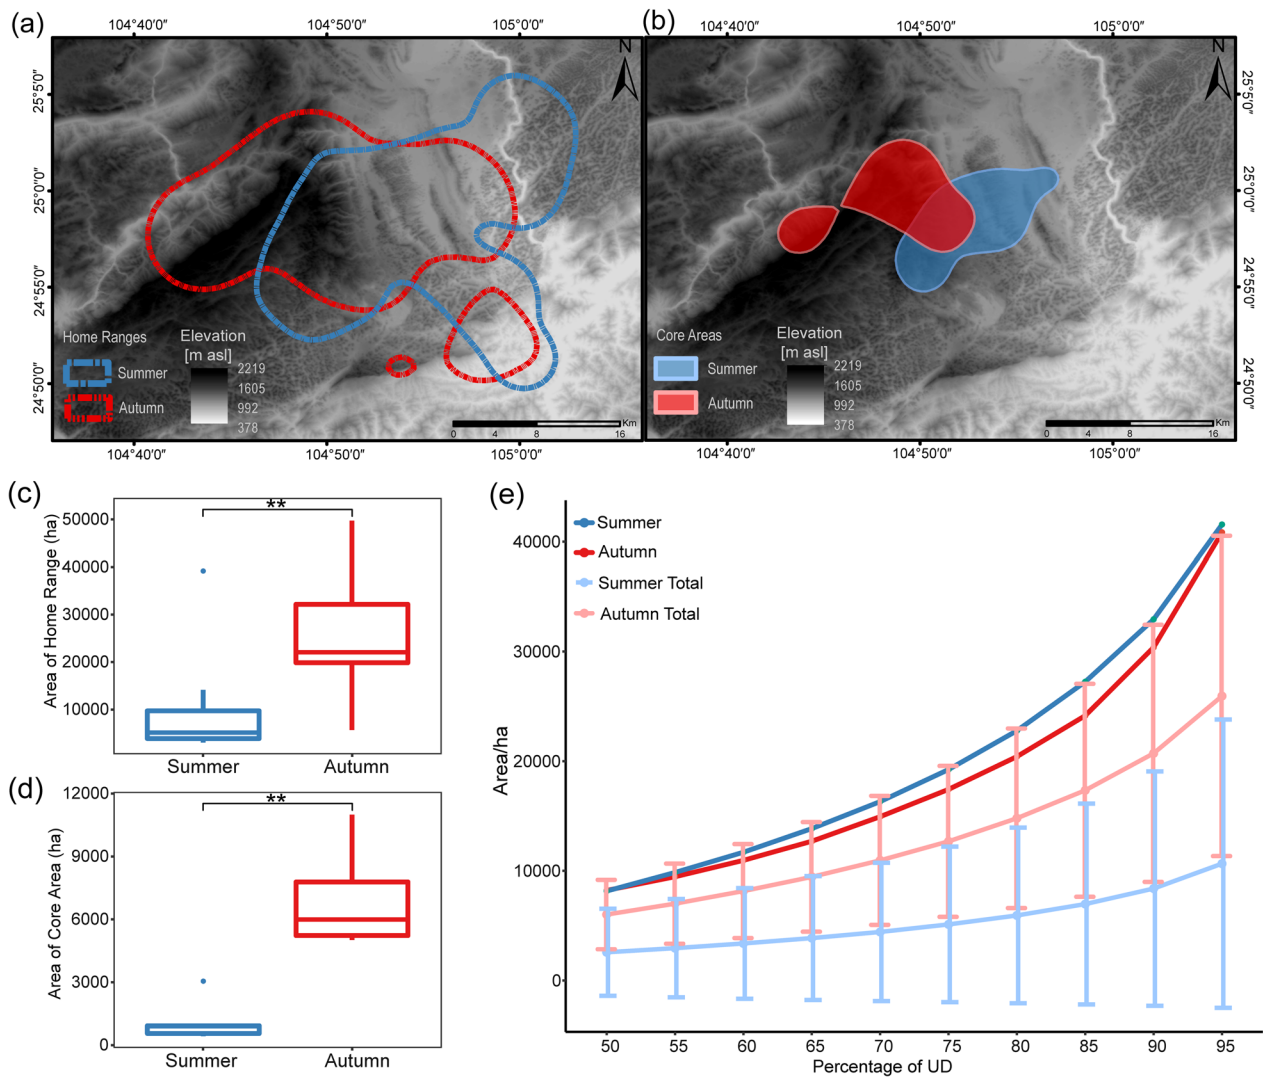 (a)
104°40'0"
104°50'0"
105°0'0"
N
25°5'0"
25°0'0"
24°55'0"
24°50'0"
Home Ranges
Summer
Autumn
Elevation
[m asl]
2219
1605
992
378
0 4 8 16 Km
104°40'0"
104°50'0"
105°0'0"
(b)
104°40'0"
104°50'0"
105°0'0"
N
25°5'0"
25°0'0"
24°55'0"
24°50'0"
Core Areas
Summer
Autumn
Elevation
[m asl]
2219
1605
992
378
0 4 8 16 Km
104°40'0"
104°50'0"
105°0'0"
(c)
Area of Home Range (ha)
50000
40000
30000
20000
10000
**
Summer
Autumn
(d)
Area of Core Area (ha)
12000
9000
6000
3000
0
**
Summer
Autumn
(e)
Area/ha
40000
30000
20000
10000
0
Summer
Autumn
Summer Total
Autumn Total
50 55 60 65 70 75 80 85 90 95
Percentage of UD